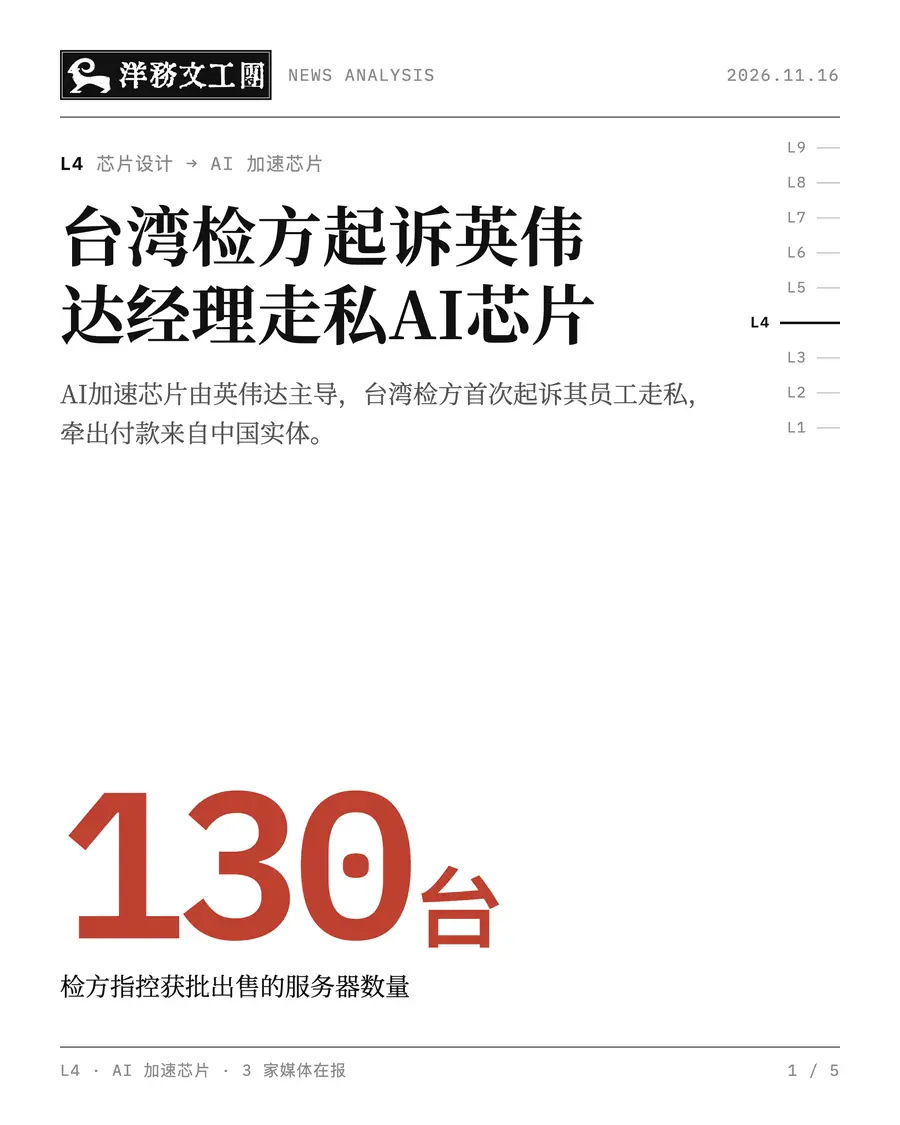 洋務文工團
NEWS ANALYSIS
2026.11.16
L4 芯片设计 → AI 加速芯片
台湾检方起诉英伟
达经理走私AI芯片
AI加速芯片由英伟达主导，台湾检方首次起诉其员工走私，
牵出付款来自中国实体。
L9
L8
L7
L6
L5
L4
L3
L2
L1
130台
检方指控获批出售的服务器数量
L4 · AI 加速芯片 · 3 家媒体在报
1 / 5